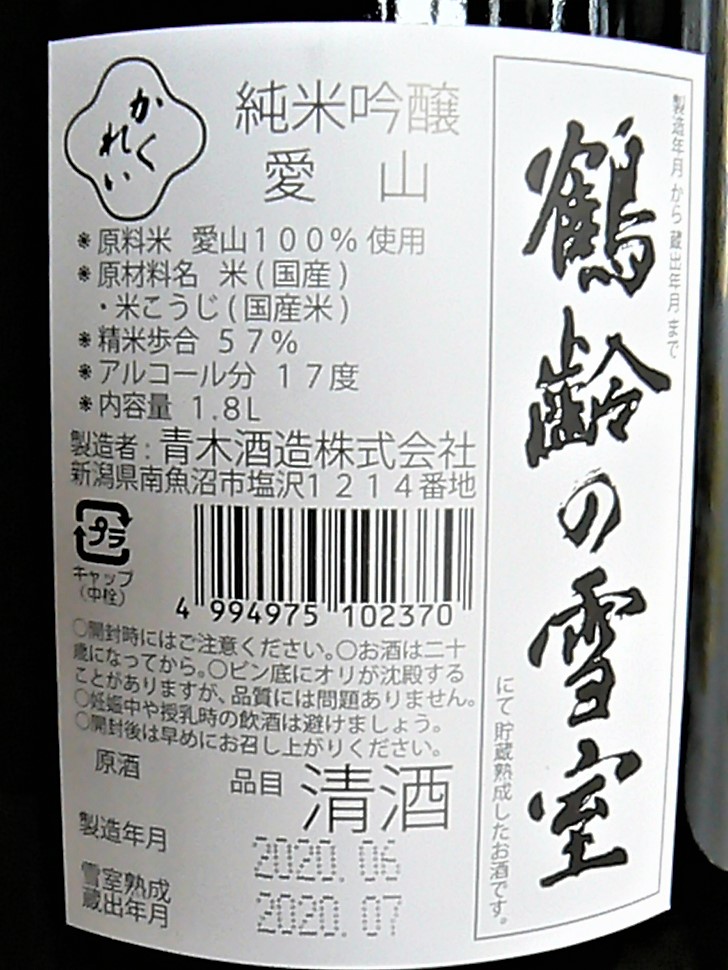 製造年月から蔵出年月まで
鶴齢の雪室
にて貯蔵熟成したお酒です。
かくれい
純米吟醸
愛山
❋原料米 愛山100%使用
❋原材料名 米(国産)
・米こうじ(国産米)
❋精米歩合 57%
❋アルコール分 17度
❋内容量 1.8L
製造者:青木酒造株式会社
新潟県南魚沼市塩沢1214番地
プラ
キャップ
(中栓)
4 994975 102370
○開封時にはご注意ください。○お酒は二十
歳になってから。○ビン底にオリが沈殿する
ことがありますが、品質には問題ありません。
○妊娠中や授乳時の飲酒は避けましょう。
○開封後は早めにお召し上がりください。
原酒
品目 清酒
製造年月 2020.06
雪室熟成
蔵出年月 2020.07